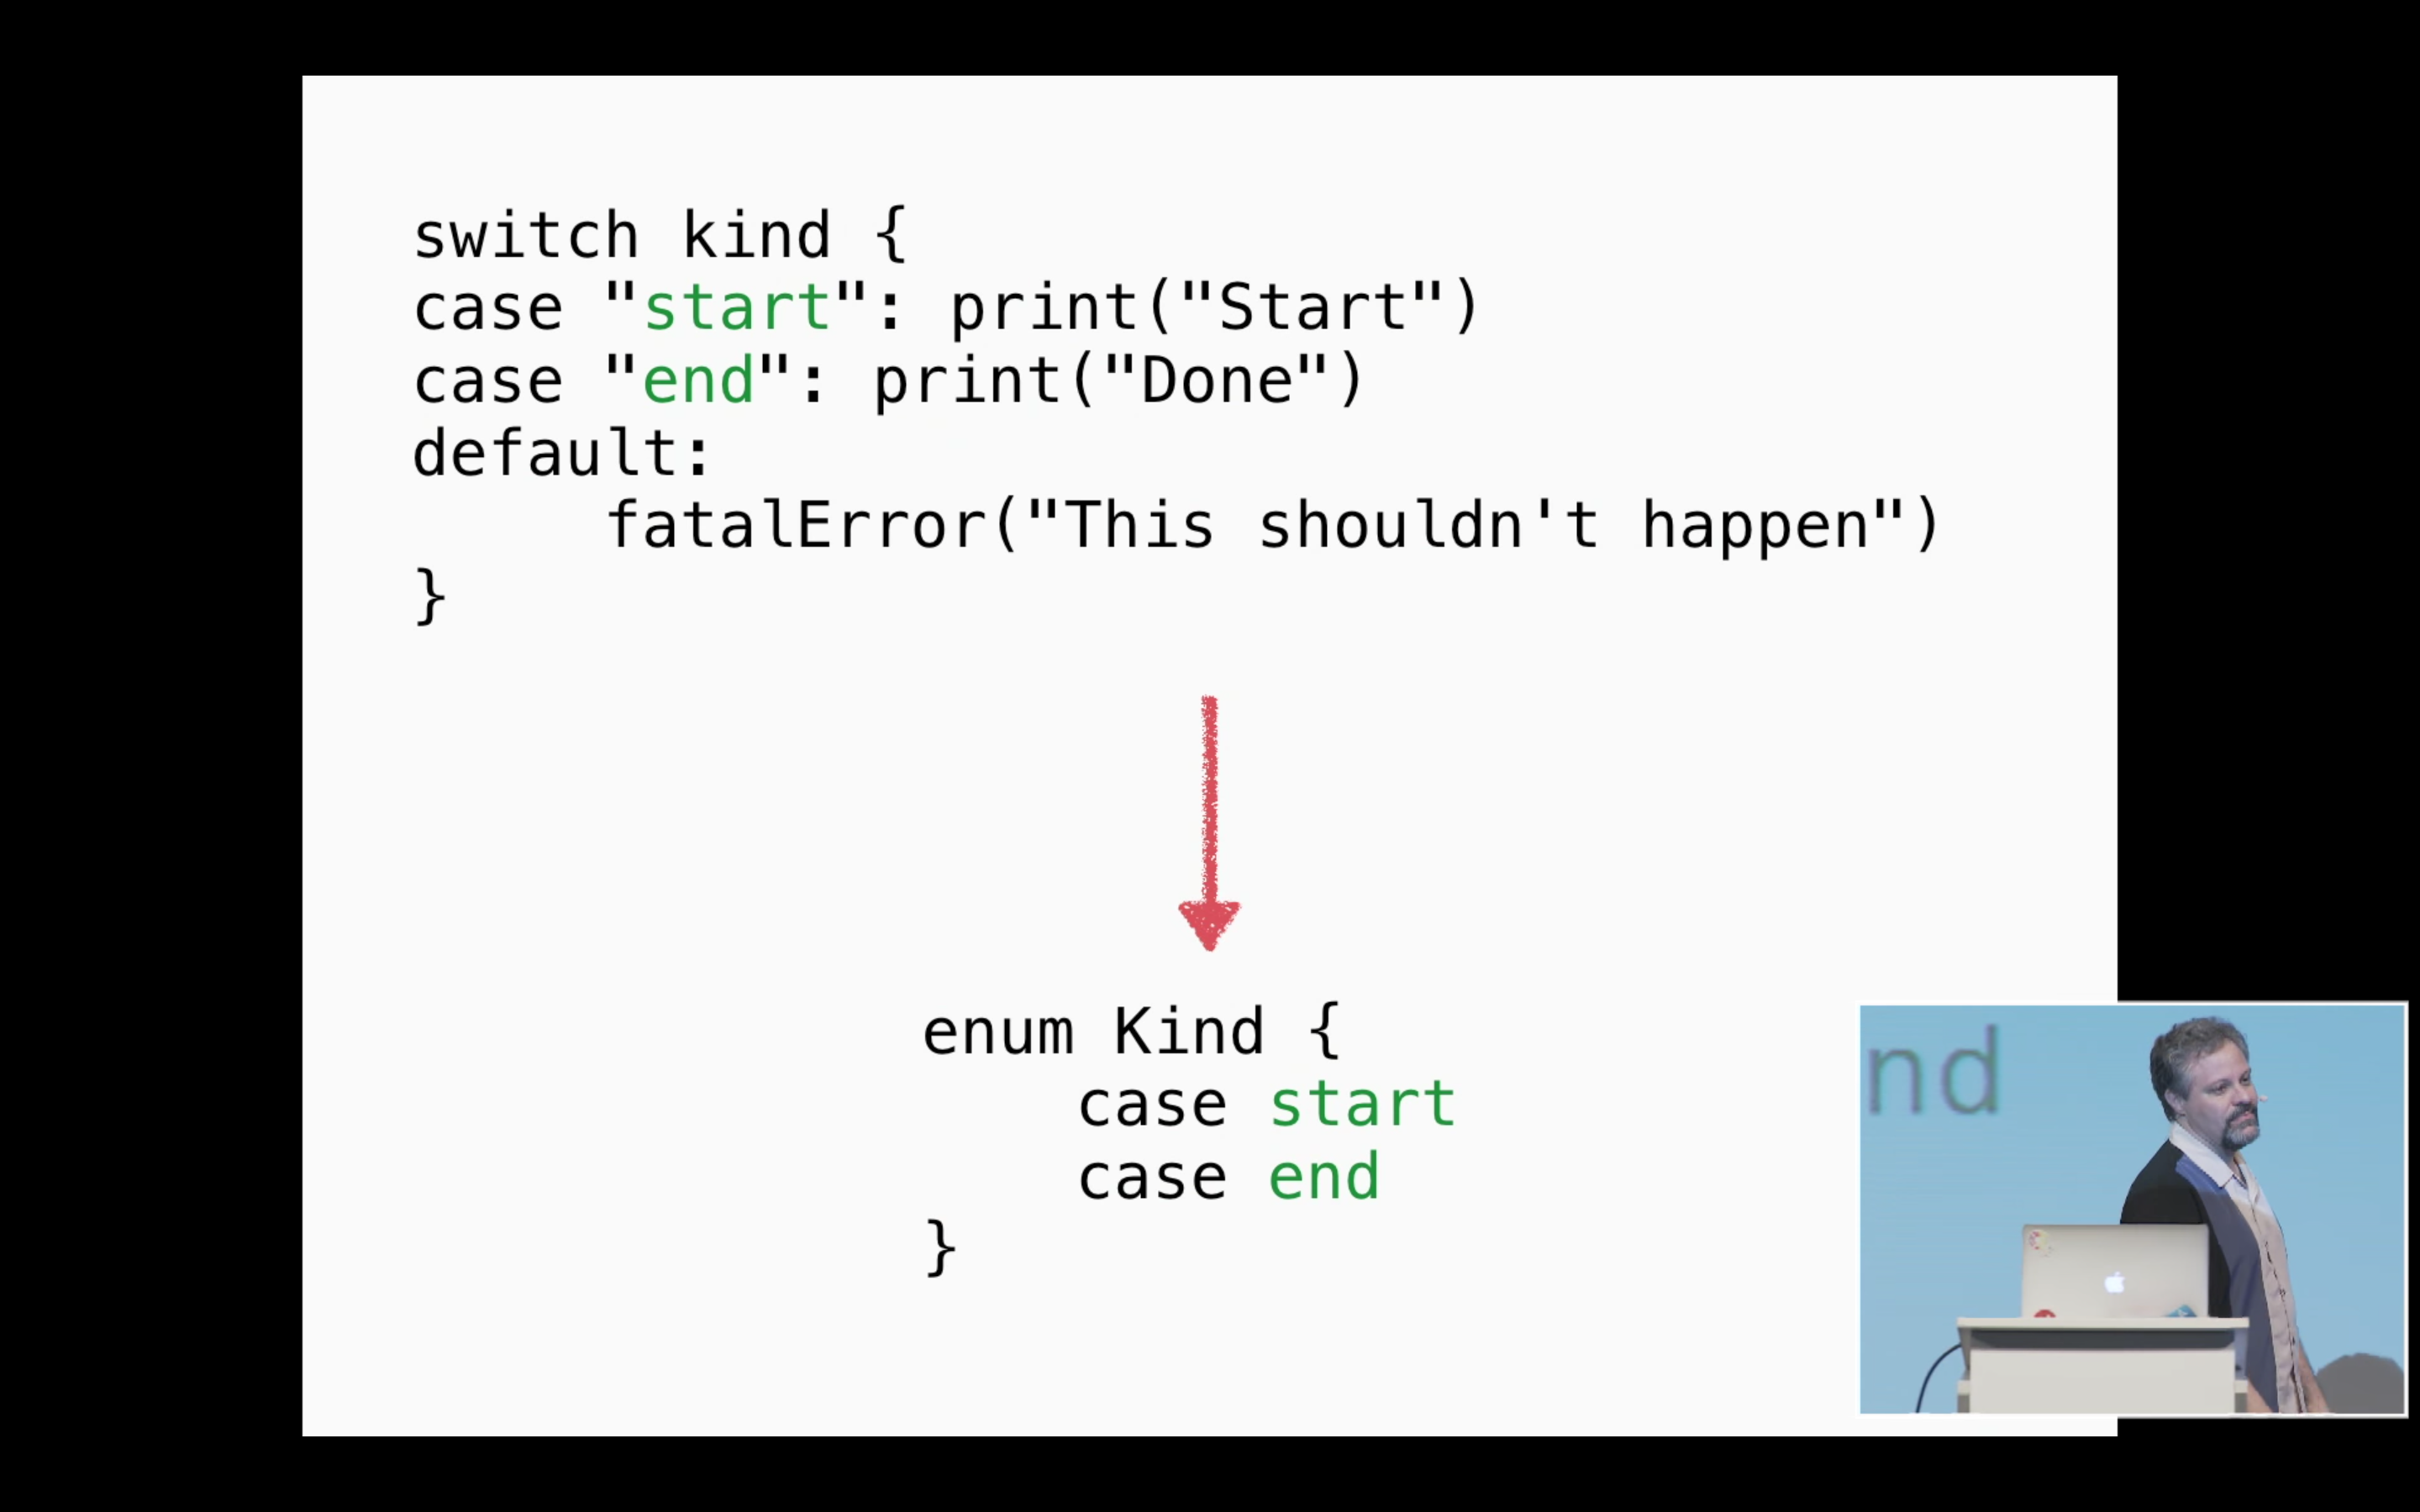 switch kind {
case "start": print("Start")
case "end": print("Done")
default:
     fatalError("This shouldn't happen")
}
enum Kind {
    case start
    case end
}
nd